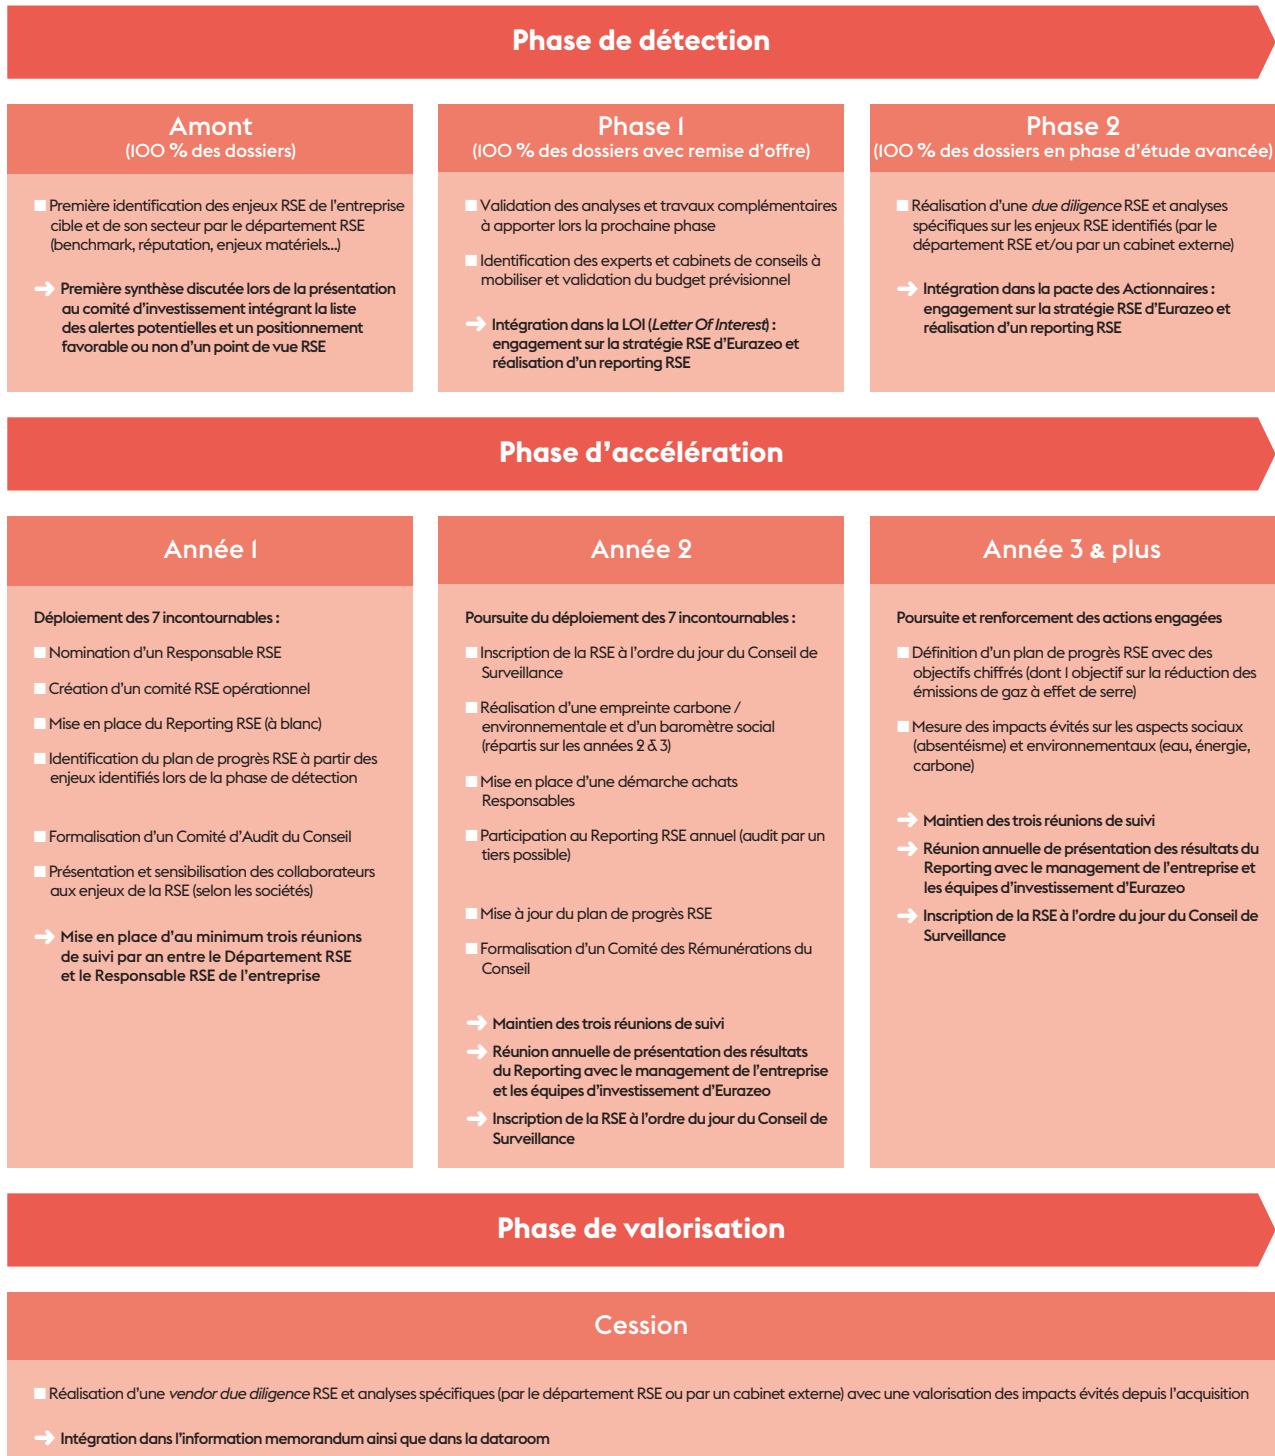 Phase de détection
Amont
(100 % des dossiers)
Première identification des enjeux RSE de l'entreprise
cible et de son secteur par le département RSE
(benchmark, réputation, enjeux matériels...)
Première synthèse discutée lors de la présentation
au comité d'investissement intégrant la liste
des alertes potentielles et un positionnement
favorable ou non d'un point de vue RSE
Phase 1
(100 % des dossiers avec remise d'offre)
Validation des analyses et travaux complémentaires
à apporter lors la prochaine phase
Identification des experts et cabinets de conseils à
mobiliser et validation du budget prévisionnel
Intégration dans la LOI (Letter Of Interest) :
engagement sur la stratégie RSE d'Eurazeo et
réalisation d'un reporting RSE
Phase 2
(100 % des dossiers en phase d'étude avancée)
Réalisation d'une due diligence RSE et analyses
spécifiques sur les enjeux RSE identifiés (par le
département RSE et/ou par un cabinet externe)
Intégration dans la pacte des Actionnaires :
engagement sur la stratégie RSE d'Eurazeo et
réalisation d'un reporting RSE
Phase d'accélération
Année 1
Déploiement des 7 incontournables :
Nomination d'un Responsable RSE
Création d'un comité RSE opérationnel
Mise en place du Reporting RSE (à blanc)
Identification du plan de progrès RSE à partir des
enjeux identifiés lors de la phase de détection
Formalisation d'un Comité d'Audit du Conseil
Présentation et sensibilisation des collaborateurs
aux enjeux de la RSE (selon les sociétés)
Mise en place d'au minimum trois réunions
de suivi par an entre le Département RSE
et le Responsable RSE de l'entreprise
Année 2
Poursuite du déploiement des 7 incontournables :
Inscription de la RSE à l'ordre du jour du Conseil de
Surveillance
Réalisation d'une empreinte carbone /
environnementale et d'un baromètre social
(répartis sur les années 2 & 3)
Mise en place d'une démarche achats
Responsables
Participation au Reporting RSE annuel (audit par un
tiers possible)
Mise à jour du plan de progrès RSE
Formalisation d'un Comité des Rémunérations du
Conseil
Maintien des trois réunions de suivi
Réunion annuelle de présentation des résultats
du Reporting avec le management de l'entreprise
et les équipes d'investissement d'Eurazeo
Inscription de la RSE à l'ordre du jour du Conseil de
Surveillance
Année 3 & plus
Poursuite et renforcement des actions engagées
Définition d'un plan de progrès RSE avec des
objectifs chiffrés (dont 1 objectif sur la réduction des
émissions de gaz à effet de serre)
Mesure des impacts évités sur les aspects sociaux
(absentéisme) et environnementaux (eau, énergie,
carbone)
Maintien des trois réunions de suivi
Réunion annuelle de présentation des résultats du
Reporting avec le management de l'entreprise et
les équipes d'investissement d'Eurazeo
Inscription de la RSE à l'ordre du jour du Conseil de
Surveillance
Phase de valorisation
Cession
Réalisation d'une vendor due diligence RSE et analyses spécifiques (par le département RSE ou par un cabinet externe) avec une valorisation des impacts évités depuis l'acquisition
Intégration dans l'information memorandum ainsi que dans la dataroom